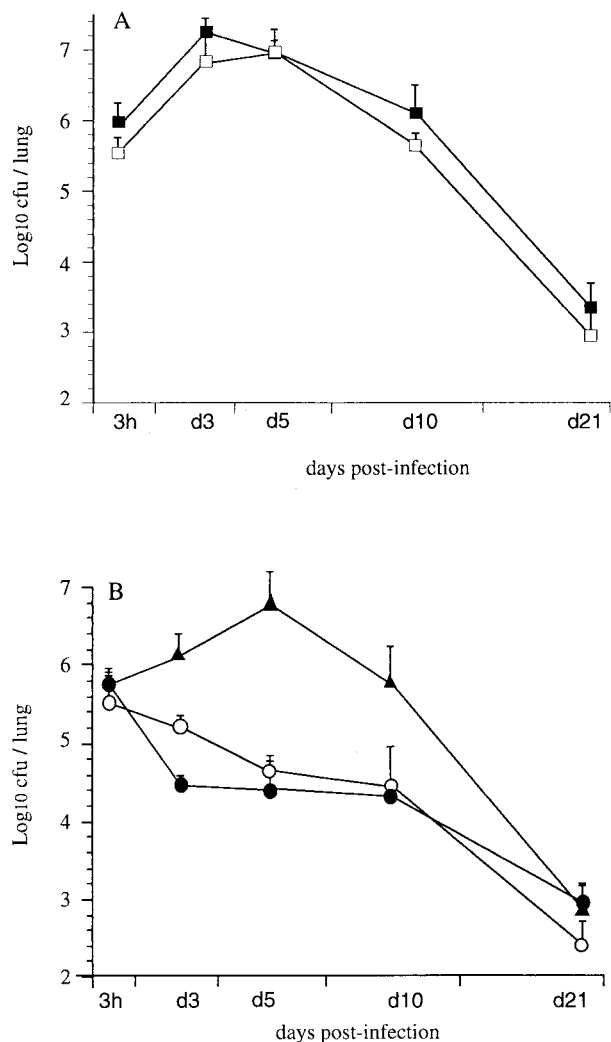 A
7
6
5
4
3
2
Log10 cfu / lung
3h d3 d5 d10 d21
days post-infection
B
7
6
5
4
3
2
Log10 cfu / lung
3h d3 d5 d10 d21
days post-infection